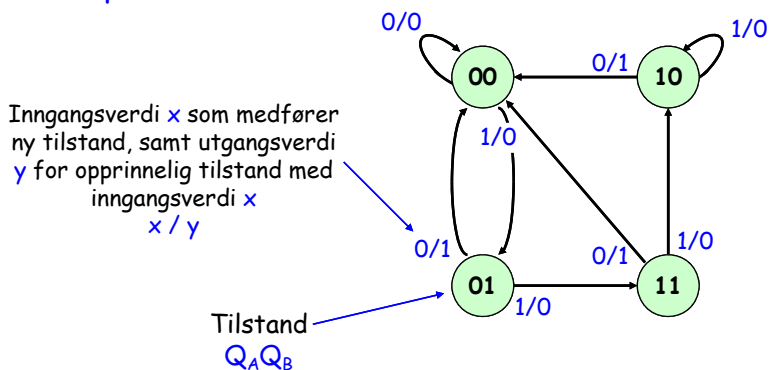 0/0
1/0
00
0/1
10
Inngangsverdi x som medfører
ny tilstand, samt utgangsverdi
y for opprinnelig tilstand med
inngangsverdi x
x / y
1/0
0/1
0/1
1/0
01
11
1/0
Tilstand
QAQB